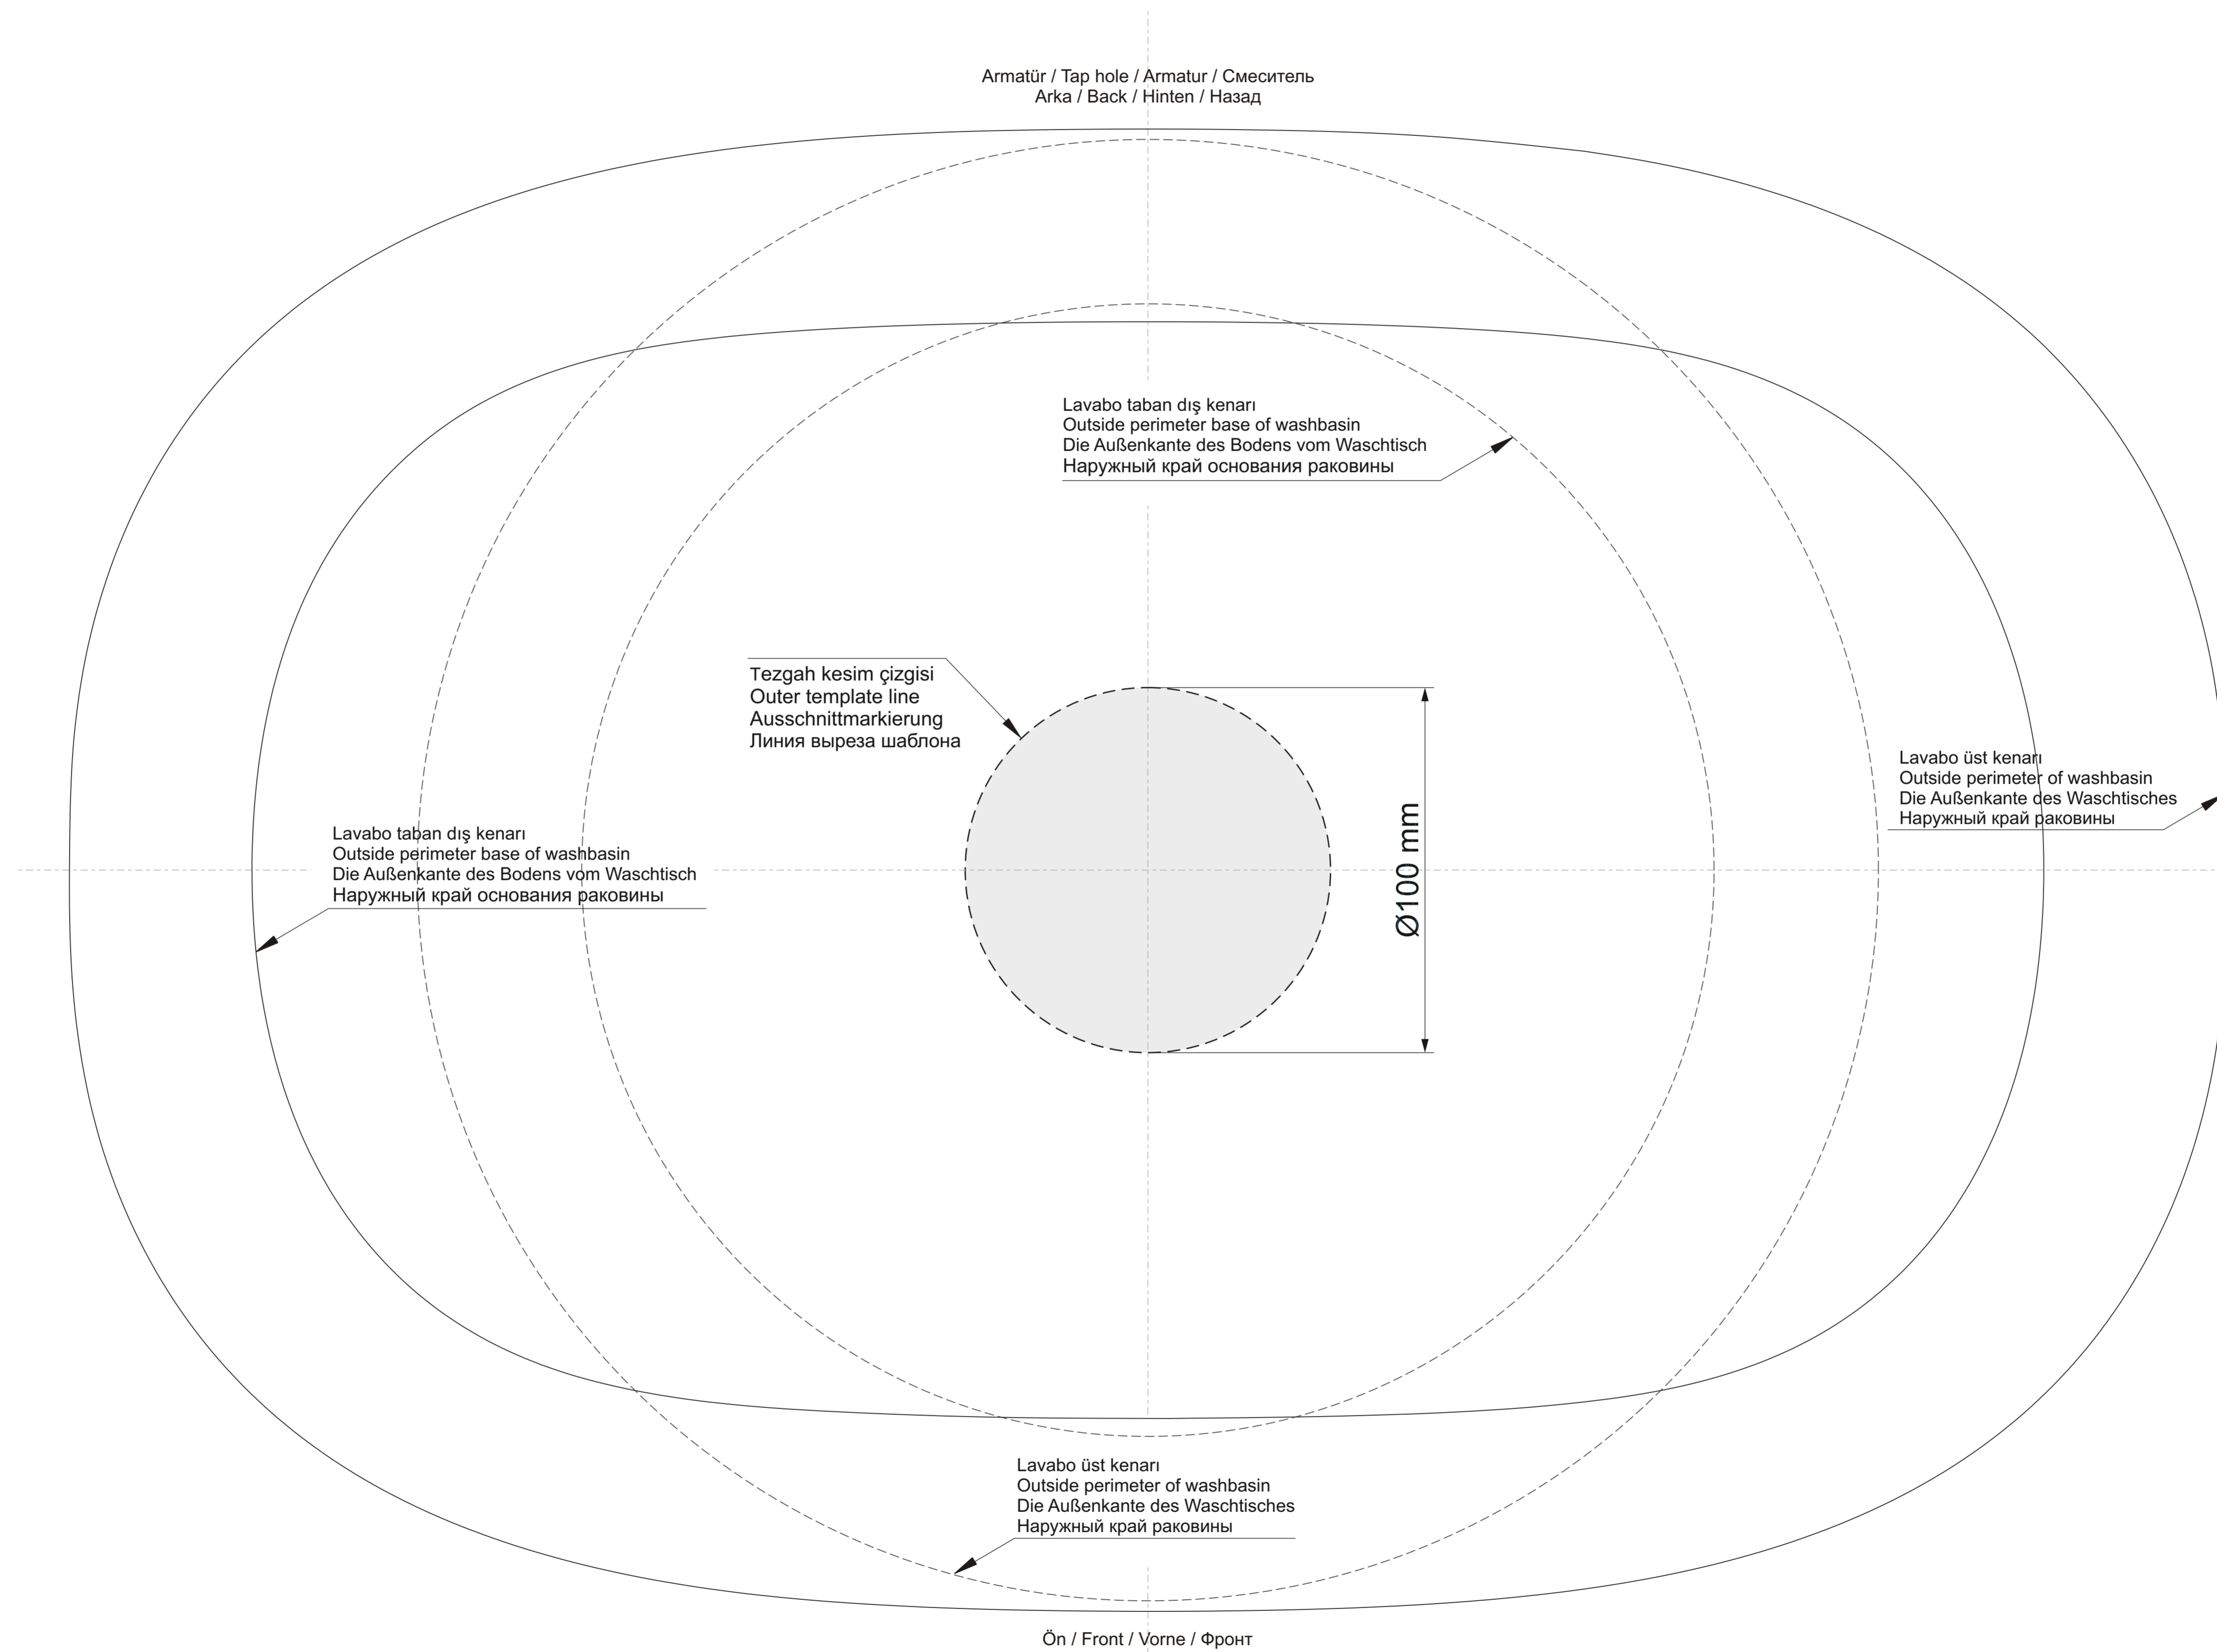 Armatür / Tap hole / Armatur / Смеситель
Arka / Back / Hinten / Назад
Lavabo taban dış kenarı
Outside perimeter base of washbasin
Die Außenkante des Bodens vom Waschtisch
Наружный край основания раковины
Tezgah kesim çizgisi
Outer template line
Ausschnittmarkierung
Линия выреза шаблона
Ø100 mm
Lavabo üst kenarı
Outside perimeter of washbasin
Die Außenkante des Waschtisches
Наружный край раковины
Lavabo taban dış kenarı
Outside perimeter base of washbasin
Die Außenkante des Bodens vom Waschtisch
Наружный край основания раковины
Lavabo üst kenarı
Outside perimeter of washbasin
Die Außenkante des Waschtisches
Наружный край раковины
Ön / Front / Vorne / Фронт